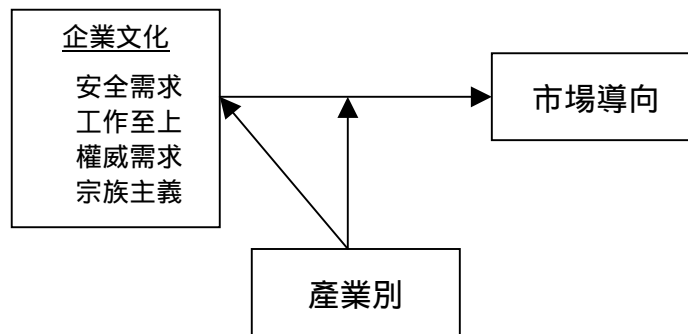 企業文化
安全需求
工作至上
權威需求
宗族主義
市場導向
產業別